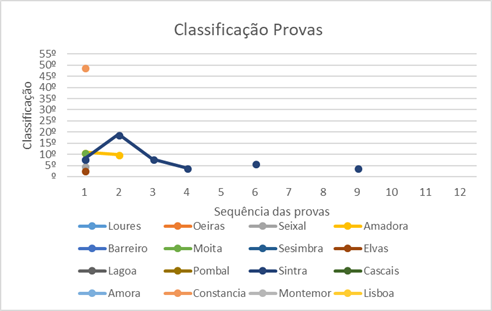 Classificação Provas
55º
50º
45º
40º
35º
30º
25º
20º
15º
10º
5º
º
Classificação
1 2 3 4 5 6 7 8 9 10 11 12
Sequência das provas
Loures Oeiras Seixal Amadora
Barreiro Moita Sesimbra Elvas
Lagoa Pombal Sintra Cascais
Amora Constancia Montemor Lisboa